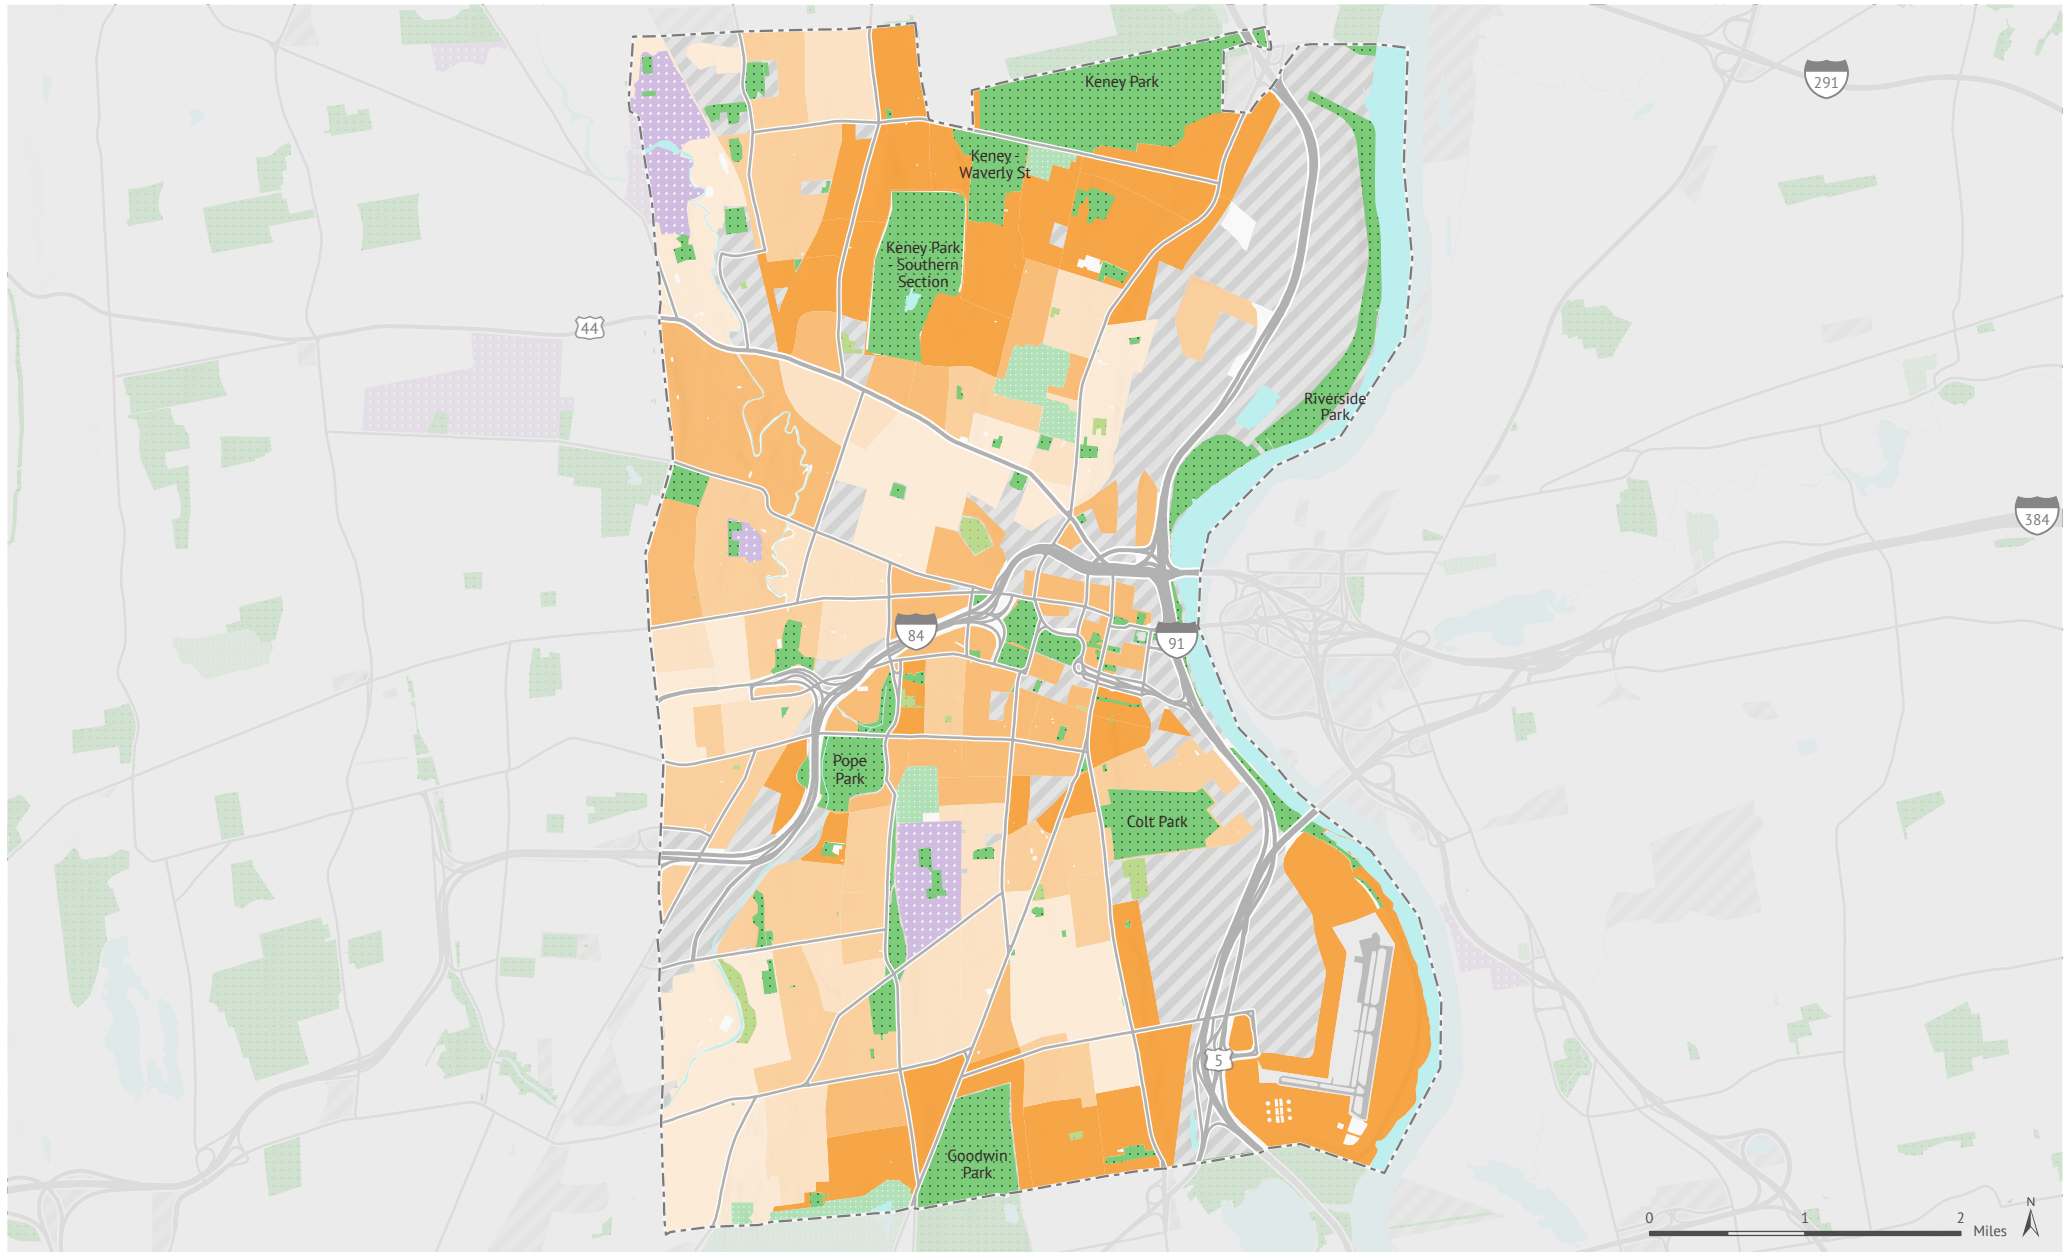 Keney Park
291
Keney -
Waverly St
Keney Park
- Southern
Section
44
Riverside
Park
384
84
91
Pope
Park
Colt Park
5
Goodwin
Park
N
0 1 2
Miles